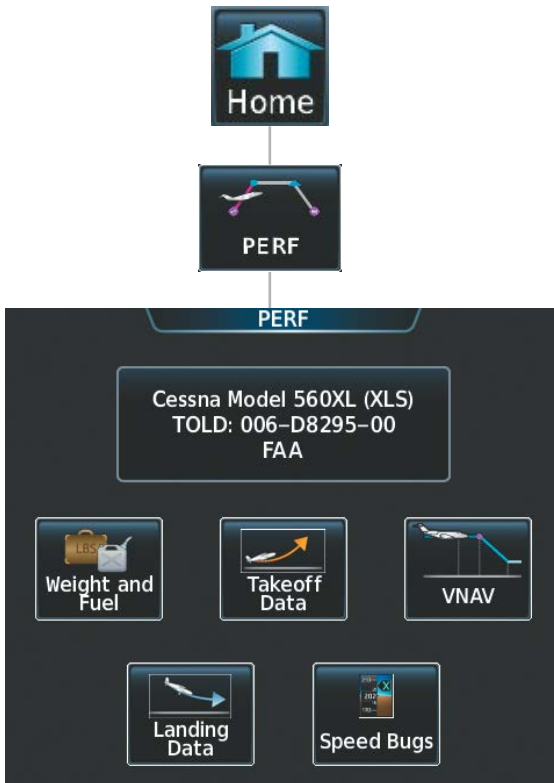 Home
PERF
PERF
Cessna Model 560XL (XLS)
TOLD: 006-D8295-00
FAA
LBS
Weight and
Fuel
Takeoff
Data
VNAV
Landing
Data
Speed Bugs